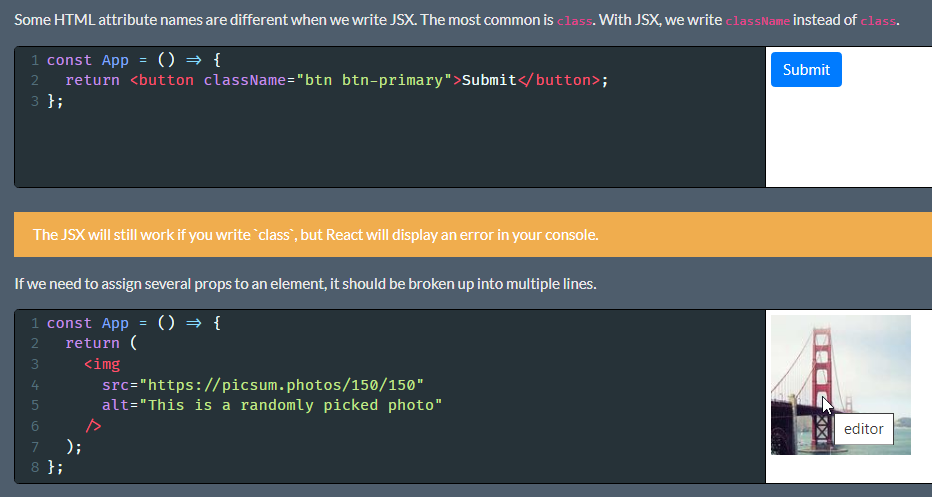 Some HTML attribute names are different when we write JSX. The most common is class. With JSX, we write className instead of class.
1 const App = () => {
2   return <button className="btn btn-primary">Submit</button>;
3 };
Submit
The JSX will still work if you write `class`, but React will display an error in your console.
If we need to assign several props to an element, it should be broken up into multiple lines.
1 const App = () => {
2   return (
3     <img
4       src="https://picsum.photos/150/150"
5       alt="This is a randomly picked photo"
6     />
7   );
8 };
editor